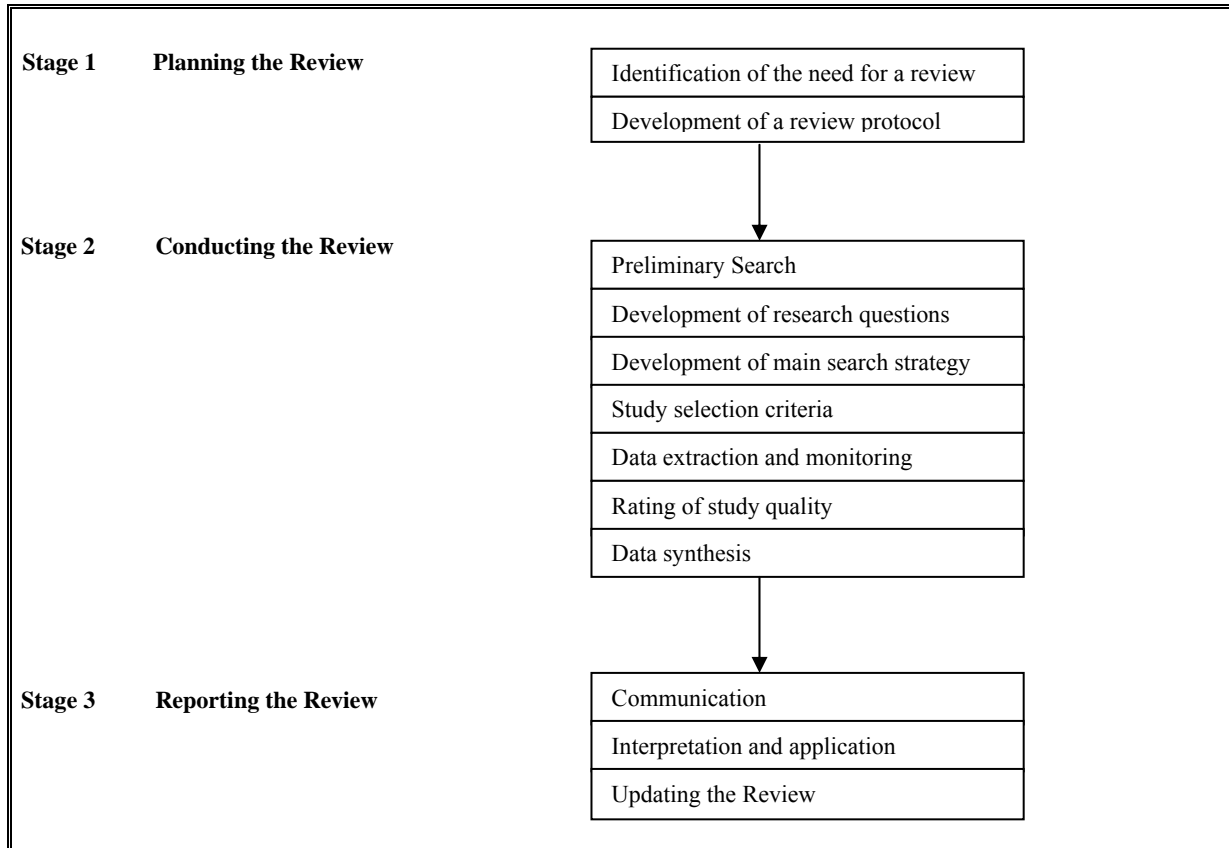 Stage 1 Planning the Review
Identification of the need for a review
Development of a review protocol
Stage 2 Conducting the Review
Preliminary Search
Development of research questions
Development of main search strategy
Study selection criteria
Data extraction and monitoring
Rating of study quality
Data synthesis
Stage 3 Reporting the Review
Communication
Interpretation and application
Updating the Review